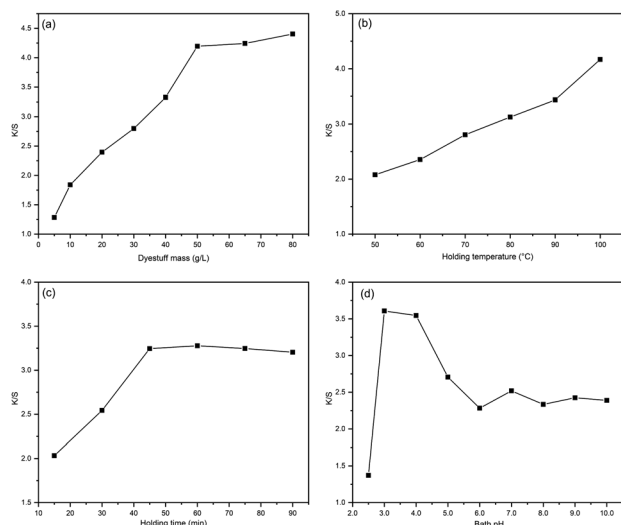 (a)
4.5
4.0
3.5
3.0
2.5
2.0
1.5
1.0
K/S
0 10 20 30 40 50 60 70 80
Dyestuff mass (g/L)
(b)
5.0
4.0
3.0
2.0
1.0
K/S
50 60 70 80 90 100
Holding temperature (°C)
(c)
4.0
3.5
3.0
2.5
2.0
1.5
K/S
10 20 30 40 50 60 70 80 90
Holding time (min)
(d)
4.0
3.5
3.0
2.5
2.0
1.5
1.0
K/S
3.0 4.0 5.0 6.0 7.0 8.0 9.0 10.0
Bath pH